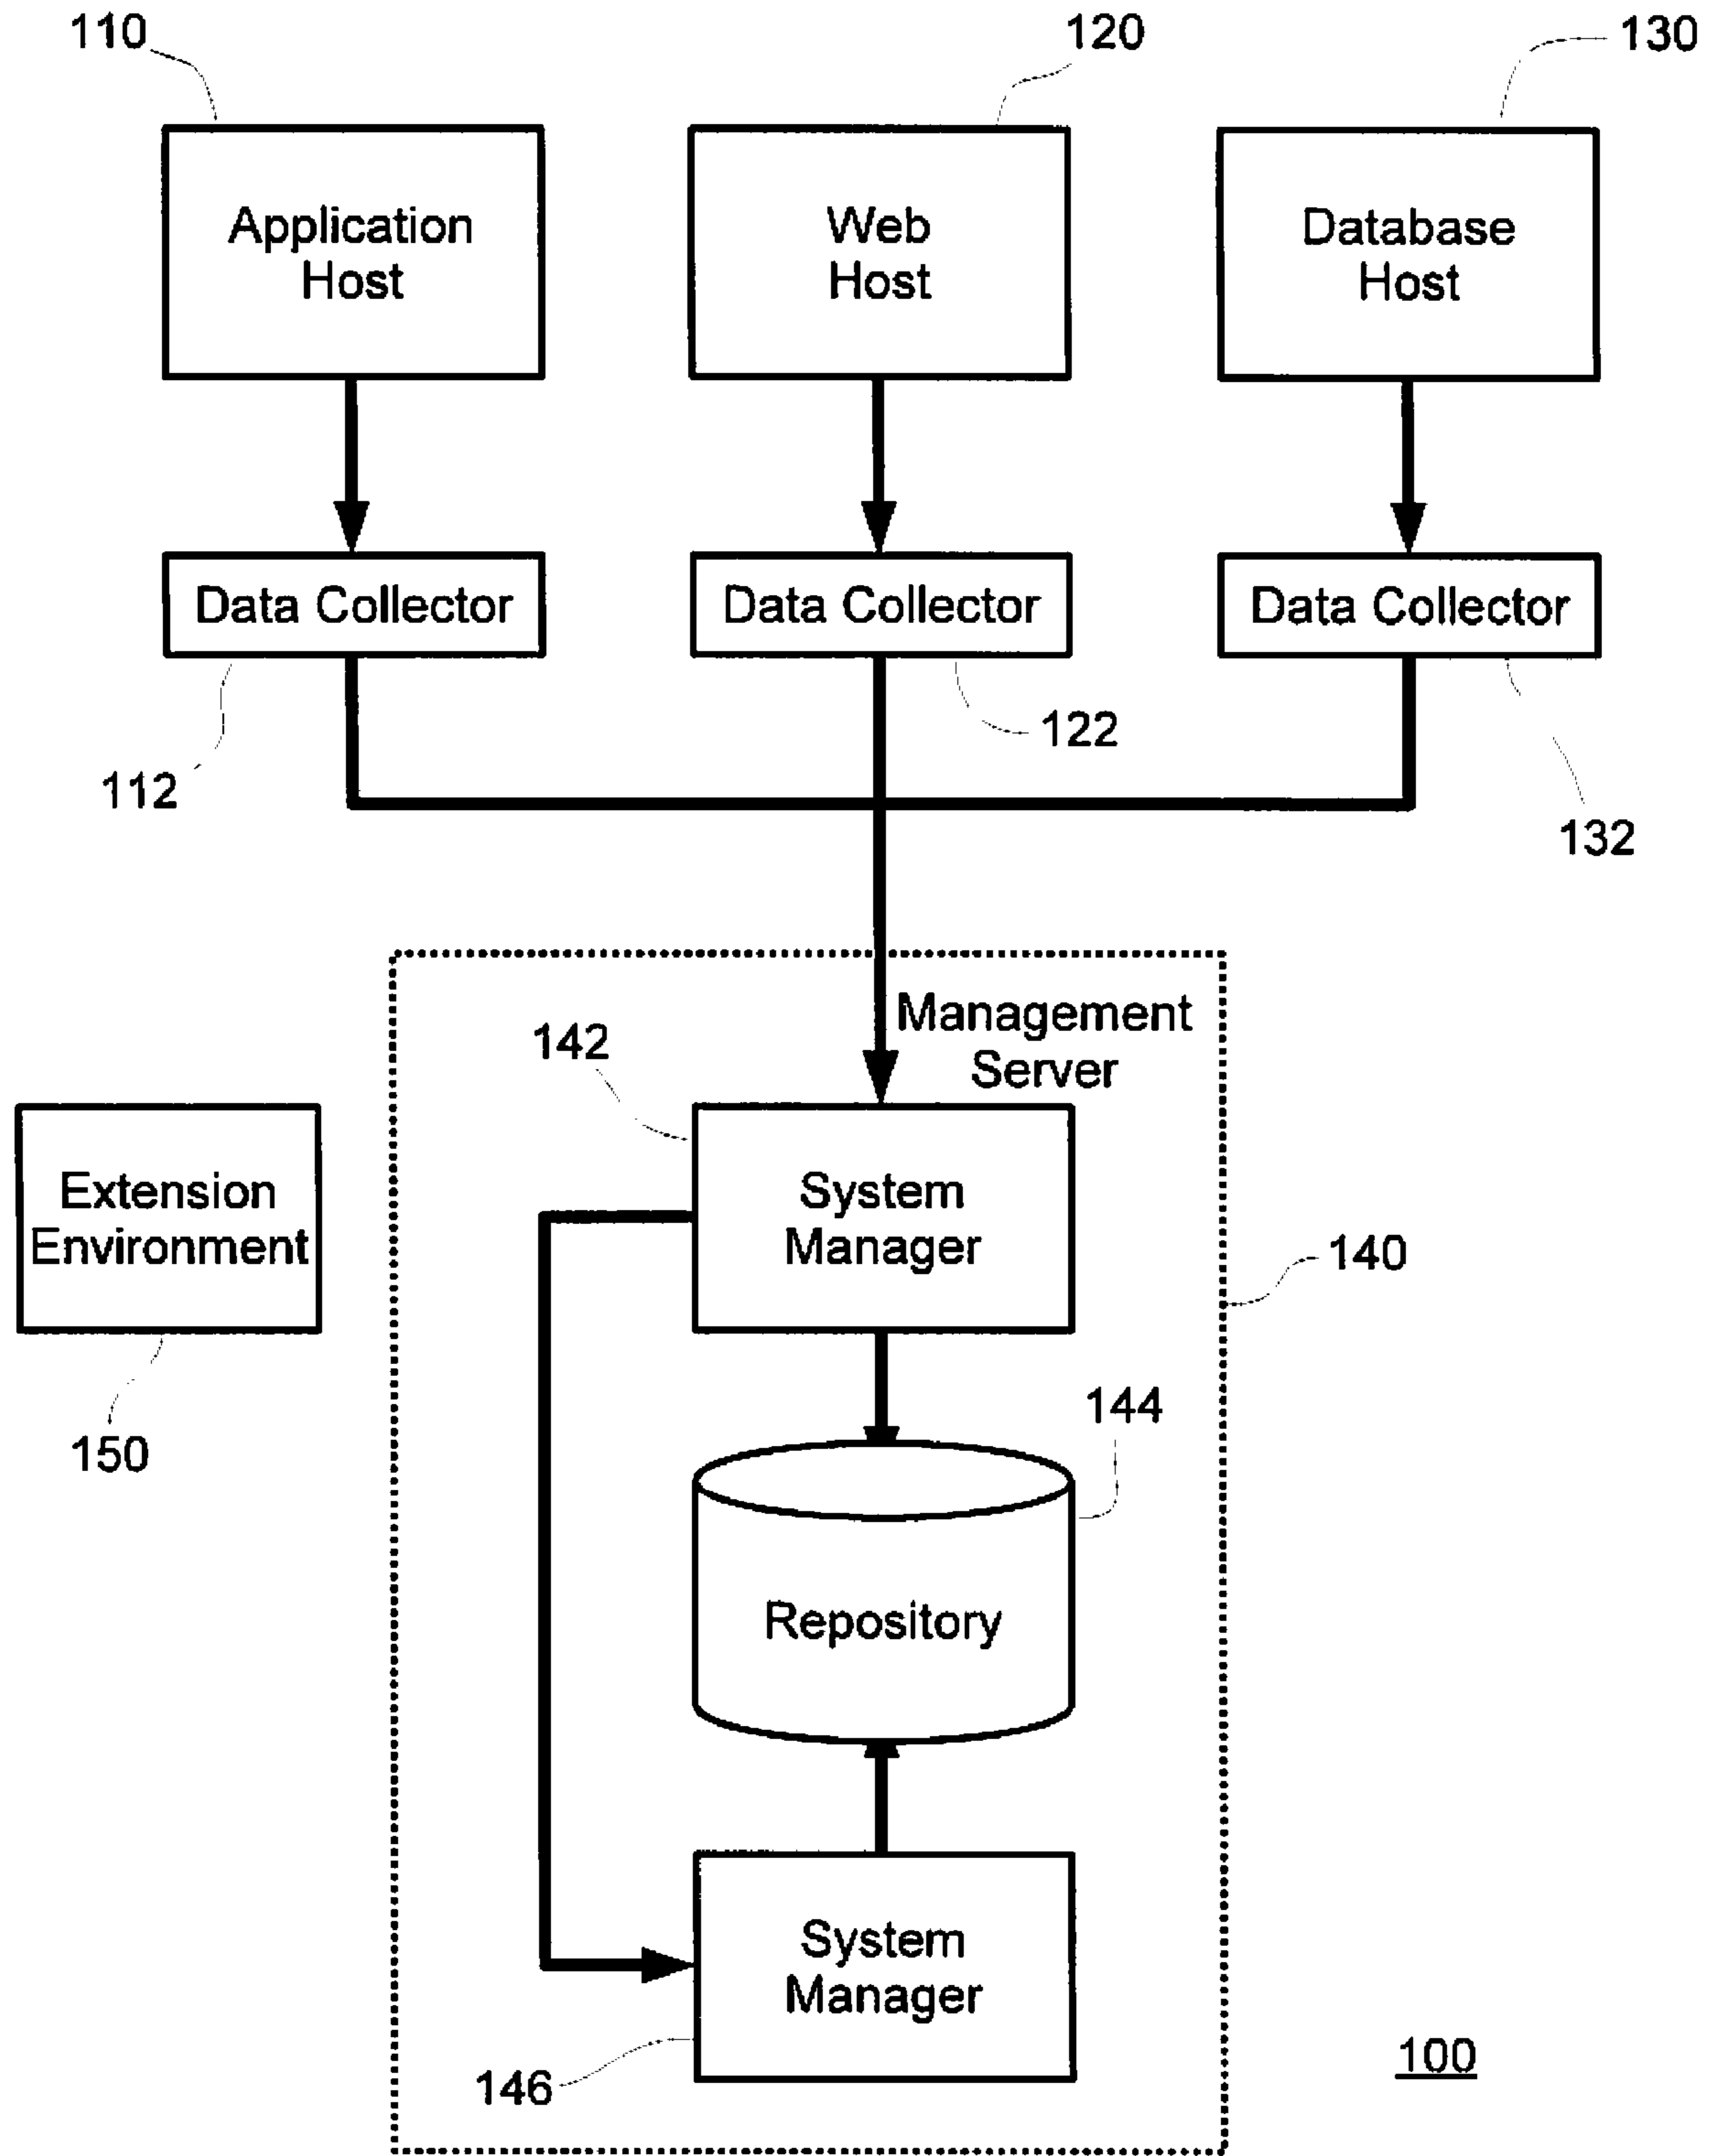 110
120
130
Application
Host
Web
Host
Database
Host
Data Collector
Data Collector
Data Collector
112
122
132
Management
Server
142
System
Manager
Extension
Environment
140
150
144
Repository
System
Manager
146
100